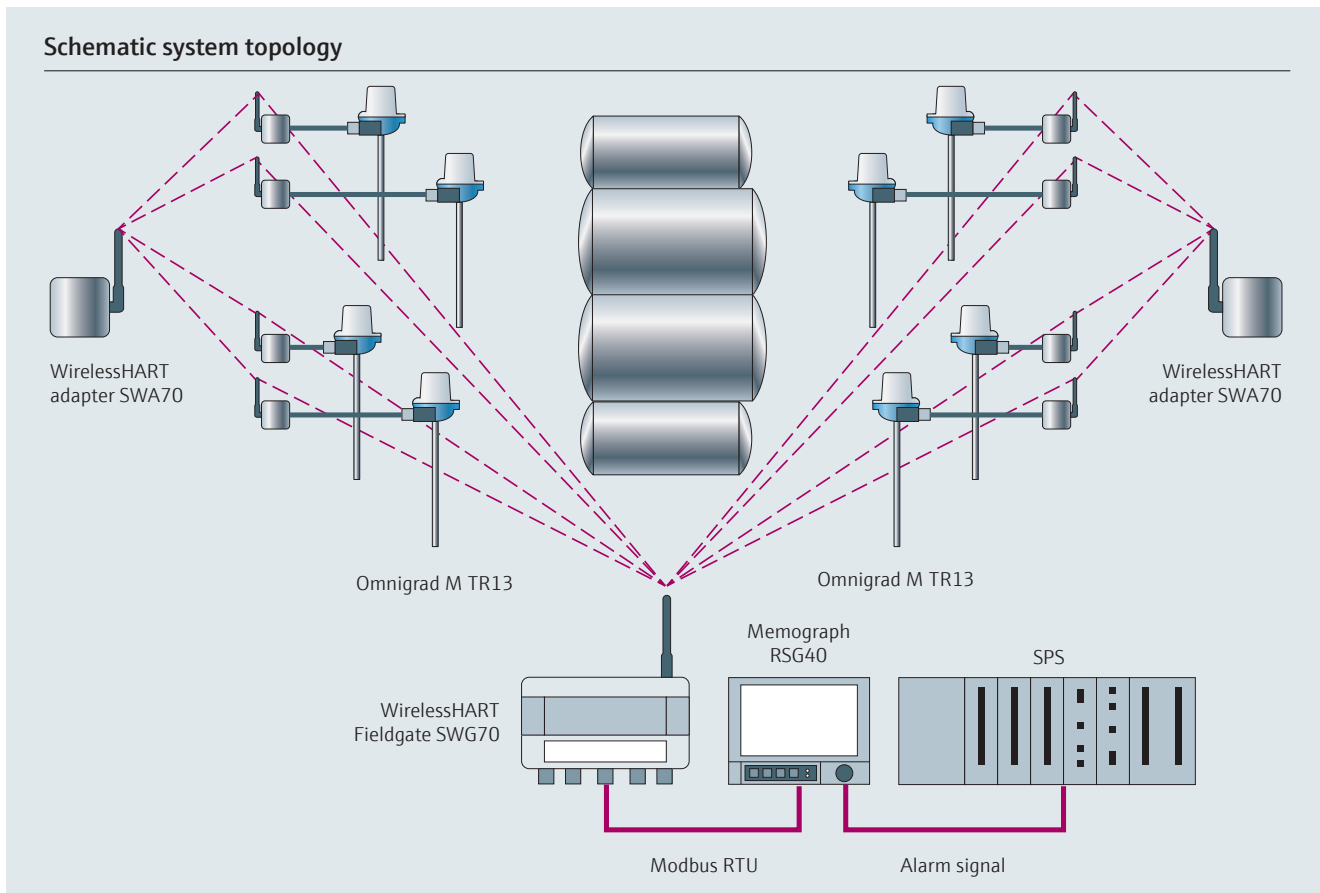 Schematic system topology
WirelessHART
adapter SWA70
WirelessHART
adapter SWA70
Omnigrad M TR13
Omnigrad M TR13
Memograph
RSG40
SPS
WirelessHART
Fieldgate SWG70
Modbus RTU
Alarm signal